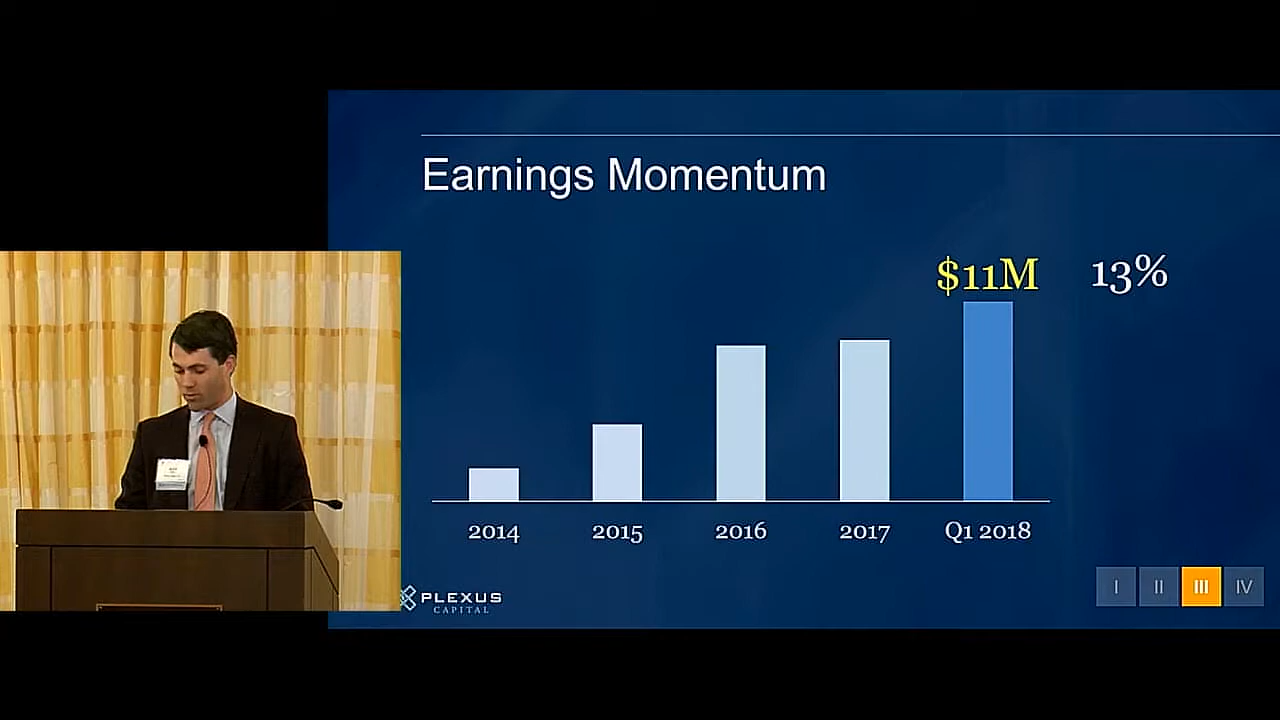 Earnings Momentum
$11M 13%
2014 2015 2016 2017 Q1 2018
PLEXUS
CAPITAL
I II III IV